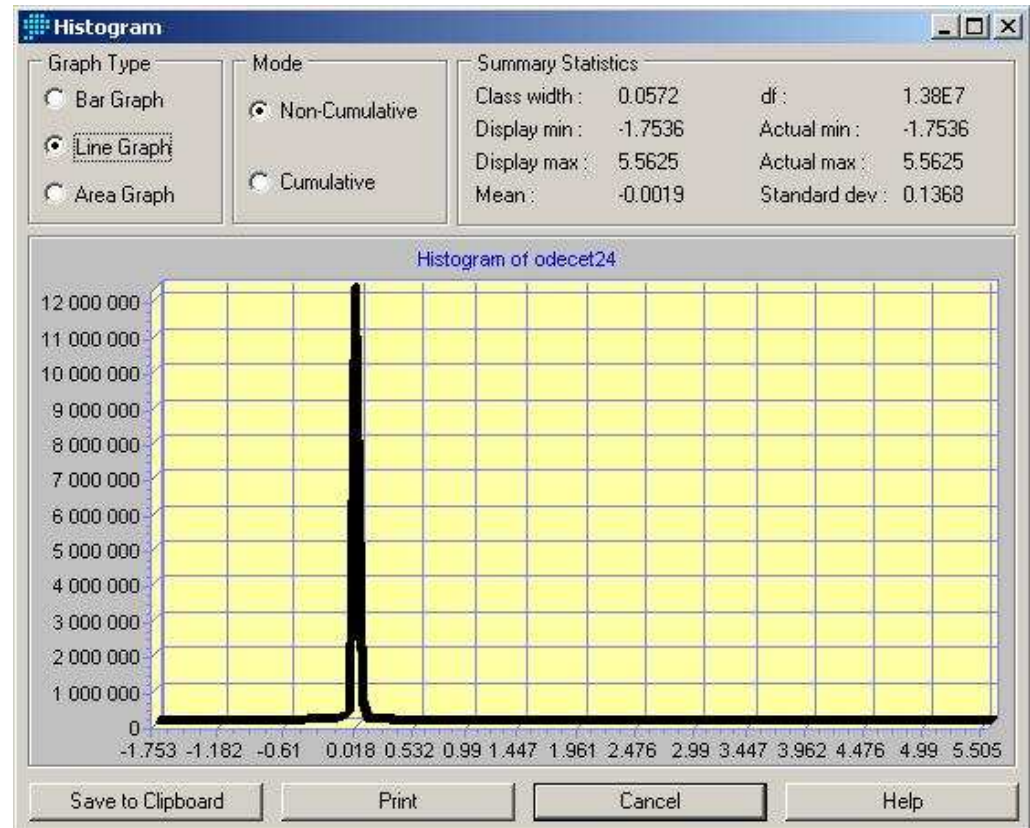 Histogram
Graph Type
Bar Graph
Line Graph
Area Graph
Mode
Non-Cumulative
Cumulative
Summary Statistics
Class width : 0.0572 df : 1.38E7
Display min : -1.7536 Actual min : -1.7536
Display max : 5.5625 Actual max : 5.5625
Mean : -0.0019 Standard dev : 0.1368
Histogram of odecet24
12 000 000
11 000 000
10 000 000
9 000 000
8 000 000
7 000 000
6 000 000
5 000 000
4 000 000
3 000 000
2 000 000
1 000 000
0
-1.753 -1.182 -0.61 0.018 0.532 0.99 1.447 1.961 2.476 2.99 3.447 3.962 4.476 4.99 5.505
Save to Clipboard Print Cancel Help